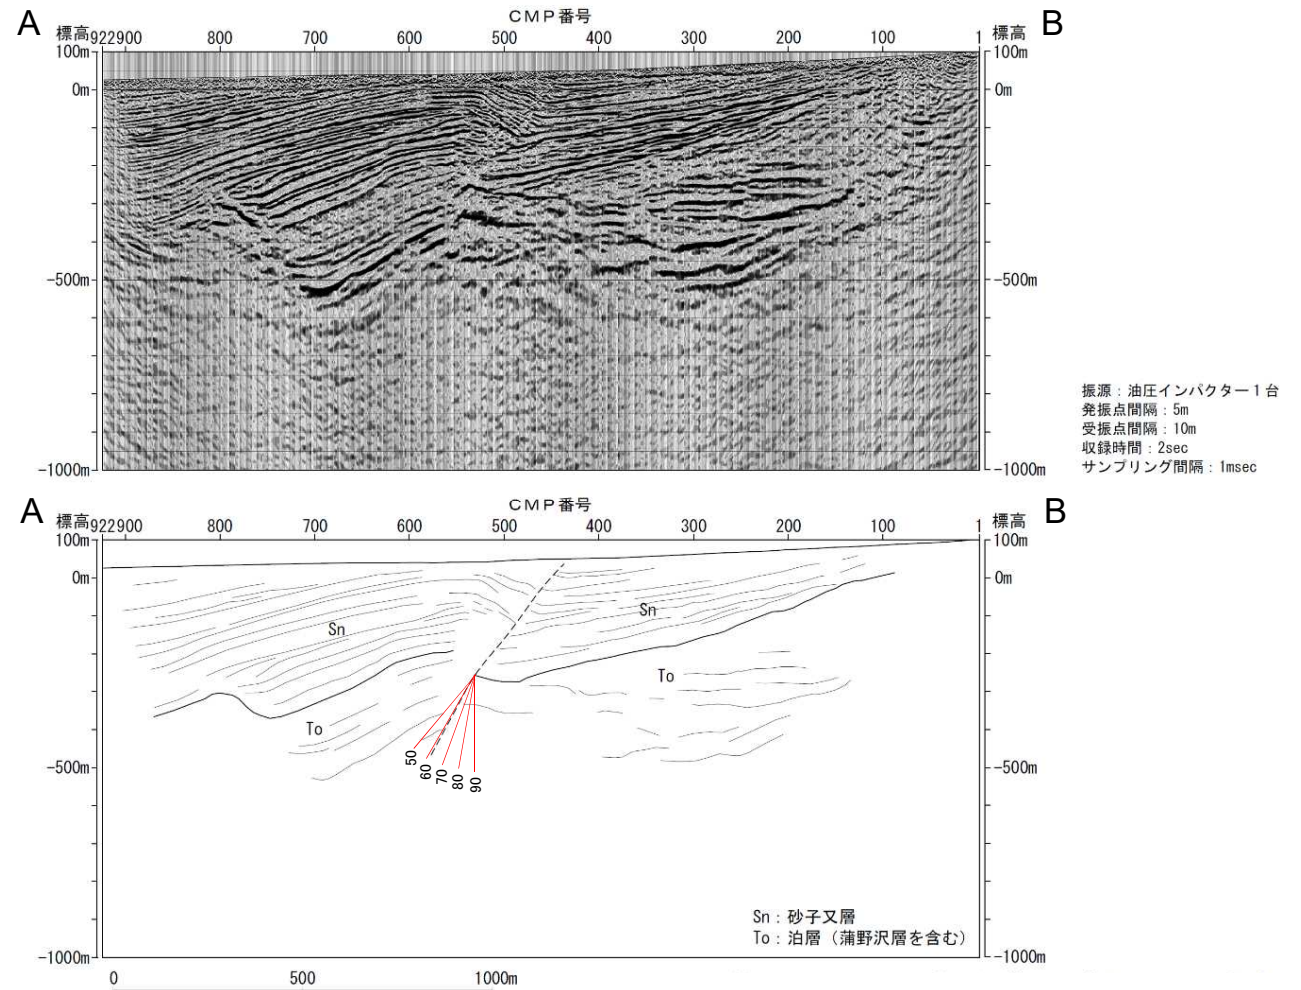 A
CMP番号
B
標高
標高
922 900 800 700 600 500 400 300 200 100 1
100m
100m
0m
0m
-500m
-500m
-1000m
-1000m
振源：油圧インパクター１台
発振点間隔：5m
受振点間隔：10m
収録時間：2sec
サンプリング間隔：1msec
A
CMP番号
B
標高
標高
922 900 800 700 600 500 400 300 200 100 1
100m
100m
0m
0m
Sn
Sn
To
To
50
60
70
80
90
-500m
-500m
Sn：砂子又層
To：泊層（蒲野沢層を含む）
-1000m
-1000m
0 500 1000m